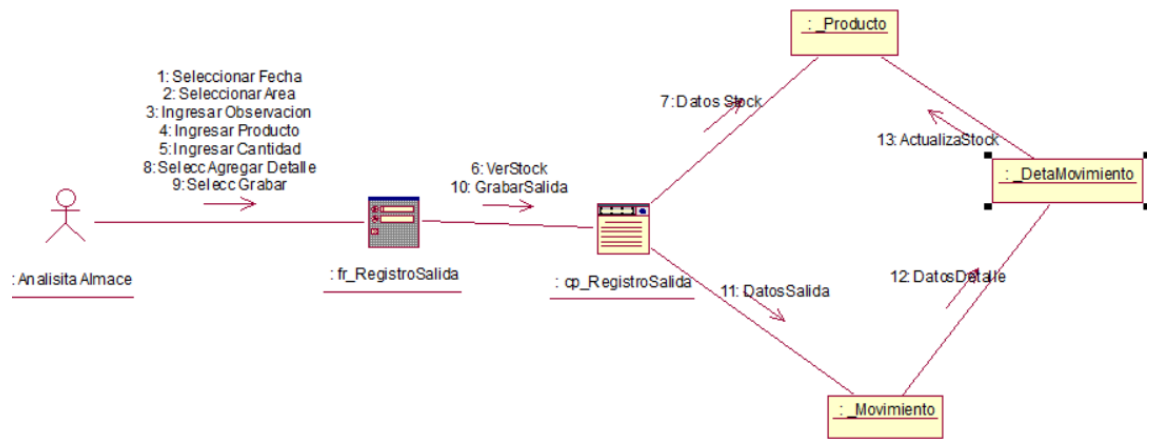 : _Producto
1: Seleccionar Fecha
2: Seleccionar Area
3: Ingresar Observacion
4: Ingresar Producto
5: Ingresar Cantidad
8: Selecc Agregar Detalle
9: Selecc Grabar
7: Datos Stock
6: VerStock
10: GrabarSalida
13: ActualizaStock
: _DetaMovimiento
: Analisita Almace
: fr_RegistroSalida
: cp_RegistroSalida
11: DatosSalida
12: DatosDetalle
: _Movimiento